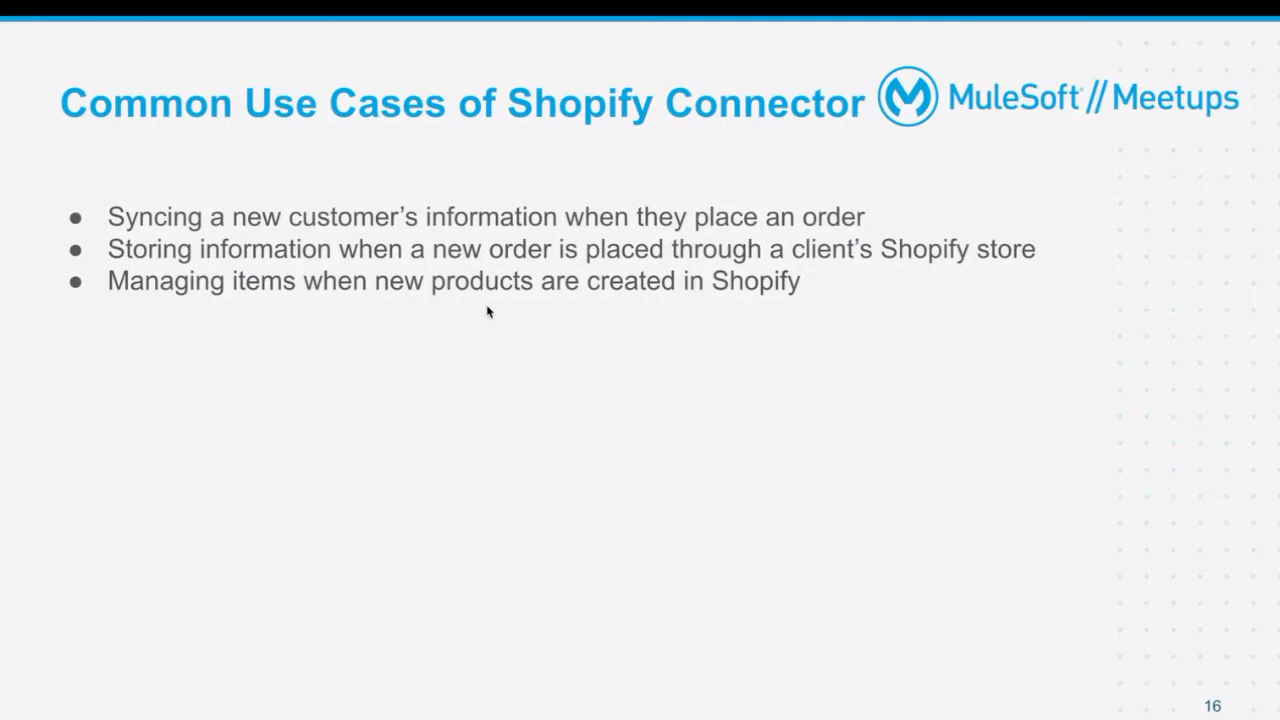 Common Use Cases of Shopify Connector
MuleSoft // Meetups
● Syncing a new customer’s information when they place an order
● Storing information when a new order is placed through a client’s Shopify store
● Managing items when new products are created in Shopify
16